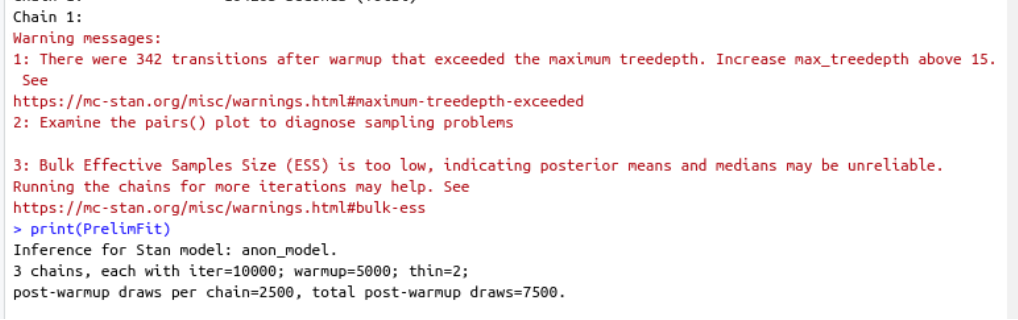 Chain 1:
Warning messages:
1: There were 342 transitions after warmup that exceeded the maximum treedepth. Increase max_treedepth above 15.
 See
https://mc-stan.org/misc/warnings.html#maximum-treedepth-exceeded
2: Examine the pairs() plot to diagnose sampling problems

3: Bulk Effective Samples Size (ESS) is too low, indicating posterior means and medians may be unreliable.
Running the chains for more iterations may help. See
https://mc-stan.org/misc/warnings.html#bulk-ess
> print(PrelimFit)
Inference for Stan model: anon_model.
3 chains, each with iter=10000; warmup=5000; thin=2;
post-warmup draws per chain=2500, total post-warmup draws=7500.